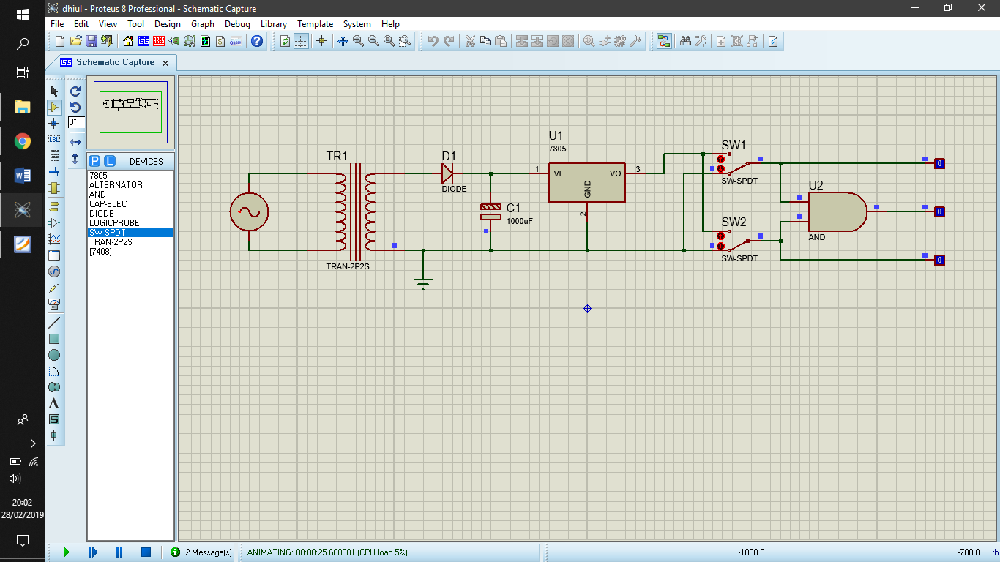 dhiul - Proteus 8 Professional - Schematic Capture
File Edit View Tool Design Graph Debug Library Template System Help
Schematic Capture
0°
LBL
P L DEVICES
7805
ALTERNATOR
AND
CAP-ELEC
DIODE
LOGICPROBE
SW-SPDT
TRAN-2P2S
[7408]
A
TR1
TRAN-2P2S
D1
DIODE
C1
1000uF
U1
7805
1 VI VO 3
GND
2
SW1
SW-SPDT
SW2
SW-SPDT
U2
AND
0
0
0
20:02
28/02/2019
2 Message(s) ANIMATING: 00:00:25.600001 (CPU load 5%) -1000.0 -700.0 th